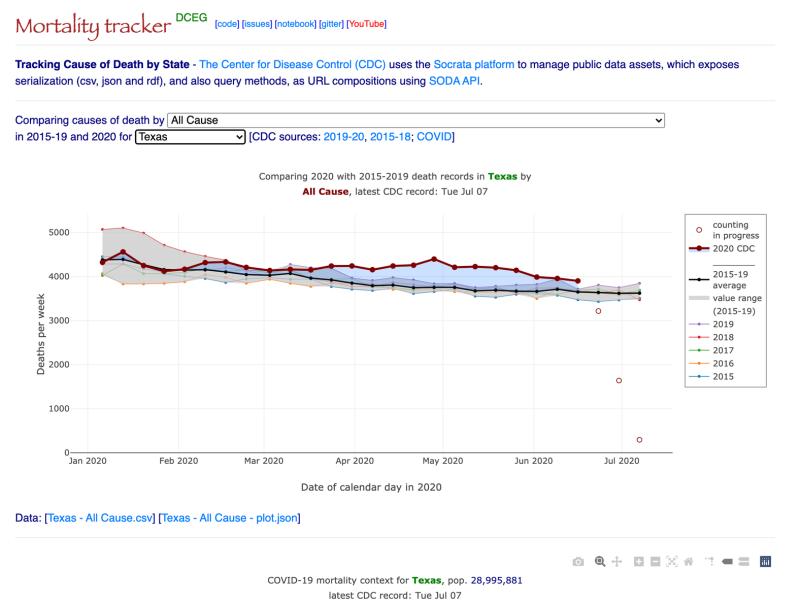 Mortality tracker DCEG [code] [issues] [notebook] [gitter] [YouTube]
Tracking Cause of Death by State - The Center for Disease Control (CDC) uses the Socrata platform to manage public data assets, which exposes
serialization (csv, json and rdf), and also query methods, as URL compositions using SODA API.
Comparing causes of death by All Cause
in 2015-19 and 2020 for Texas [CDC sources: 2019-20, 2015-18; COVID]
Comparing 2020 with 2015-2019 death records in Texas by
All Cause, latest CDC record: Tue Jul 07
Deaths per week
5000
4000
3000
2000
1000
0
Jan 2020 Feb 2020 Mar 2020 Apr 2020 May 2020 Jun 2020 Jul 2020
Date of calendar day in 2020
counting
in progress
2020 CDC
2015-19
average
value range
(2015-19)
2019
2018
2017
2016
2015
Data: [Texas - All Cause.csv] [Texas - All Cause - plot.json]
COVID-19 mortality context for Texas, pop. 28,995,881
latest CDC record: Tue Jul 07